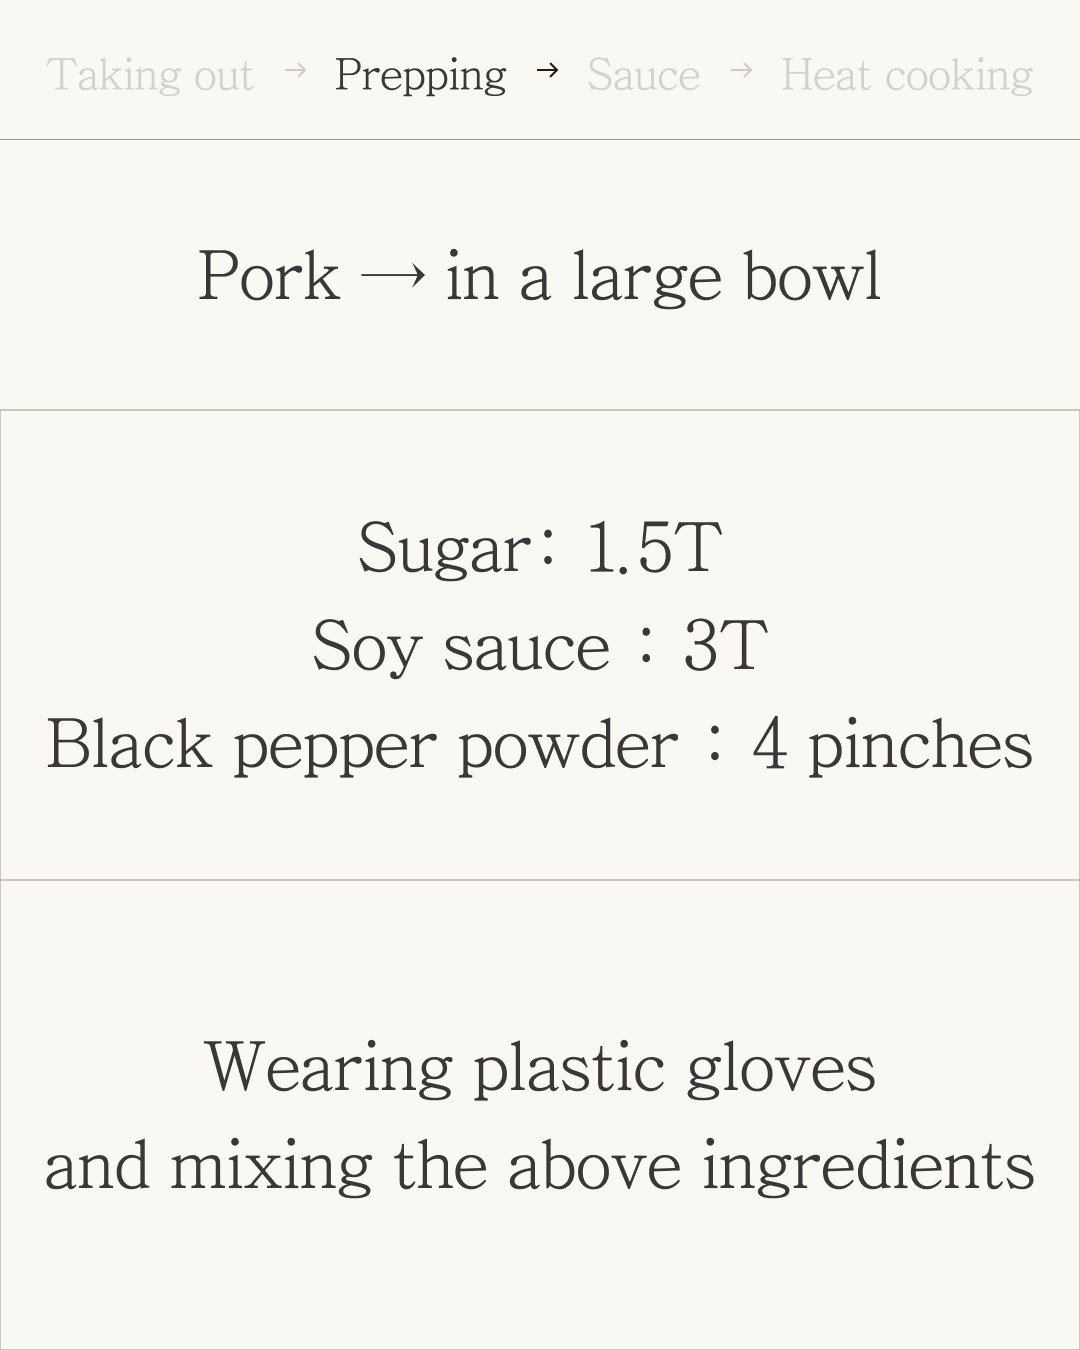 Taking out → Prepping → Sauce → Heat cooking
Pork → in a large bowl
Sugar: 1.5T
Soy sauce : 3T
Black pepper powder : 4 pinches
Wearing plastic gloves
and mixing the above ingredients